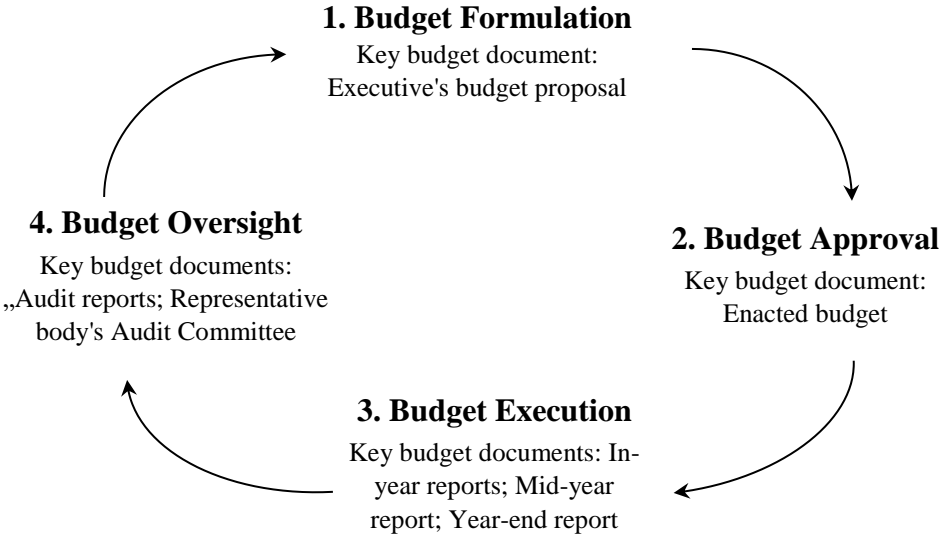 1. Budget Formulation
Key budget document:
Executive's budget proposal
2. Budget Approval
Key budget document:
Enacted budget
3. Budget Execution
Key budget documents: In-
year reports; Mid-year
report; Year-end report
4. Budget Oversight
Key budget documents:
„Audit reports; Representative
body's Audit Committee